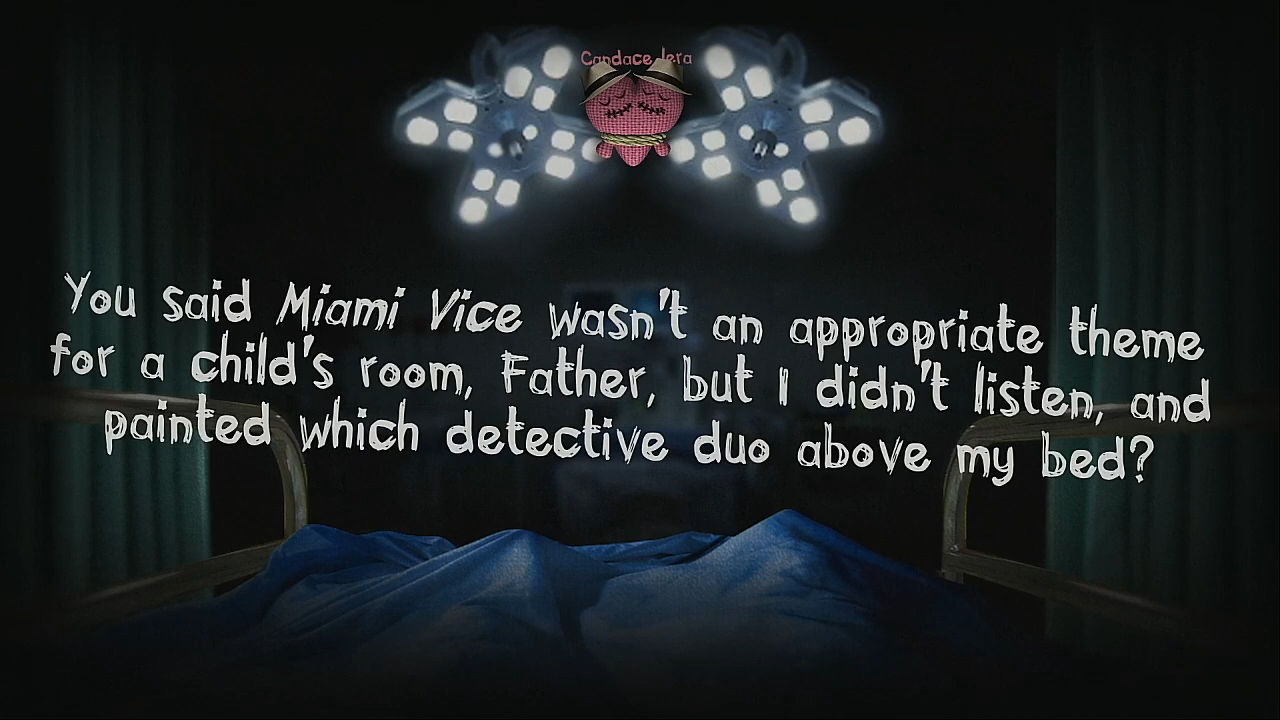 Candace Jera
You said Miami Vice wasn't an appropriate theme
for a child's room, Father, but I didn't listen, and
painted which detective duo above my bed?